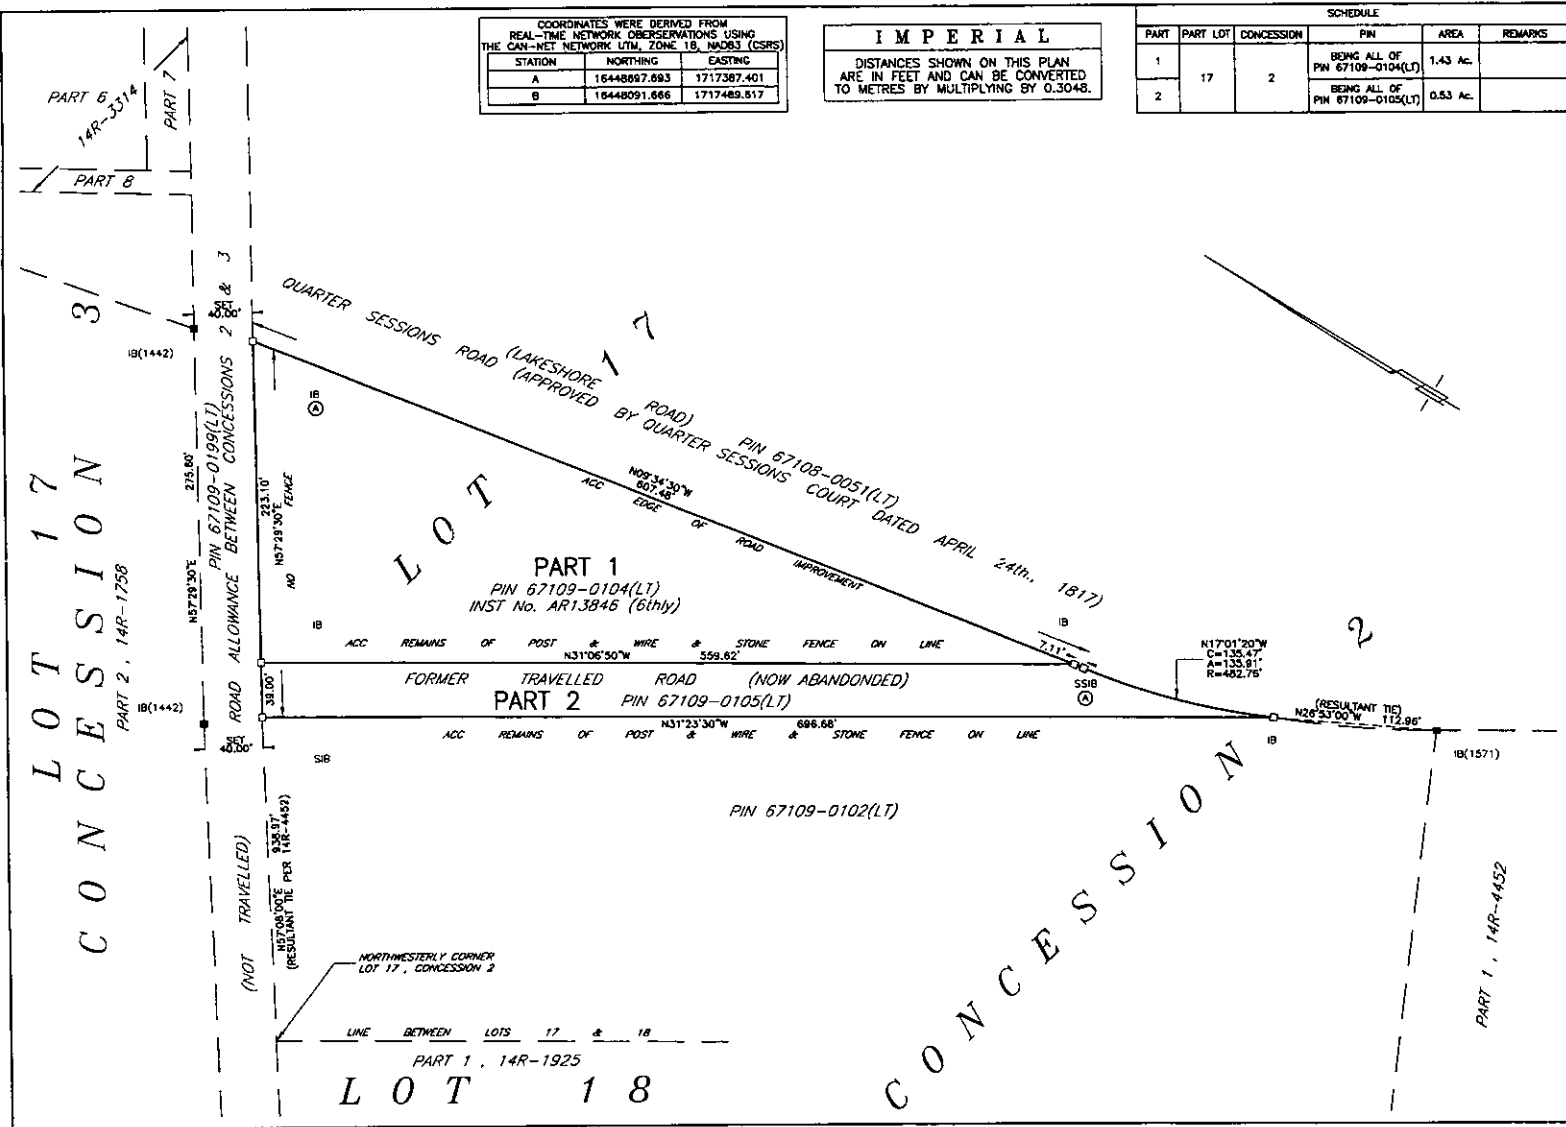 COORDINATES WERE DERIVED FROM
REAL-TIME NETWORK OBERSERVATIONS USING
THE CAN-NET NETWORK UTM, ZONE 18, NAD83 (CSRS)
STATION NORTHING EASTING
A 16448697.693 1717387.401
B 16448091.666 1717489.517
IMPERIAL
DISTANCES SHOWN ON THIS PLAN
ARE IN FEET AND CAN BE CONVERTED
TO METRES BY MULTIPLYING BY 0.3048.
SCHEDULE
PART PART LOT CONCESSION PIN AREA REMARKS
1 17 2 BEING ALL OF
PIN 67109-0104(LT) 1.43 Ac.
2 BEING ALL OF
PIN 67109-0105(LT) 0.53 Ac.
PART 6
14R-3314
PART 7
PART 8
LOT 17
CONCESSION 3
PART 2, 14R-1758
IB(1442)
SET
40.00'
275.60'
N57°29'30"E
PIN 67109-0199(LT)
ROAD ALLOWANCE BETWEEN CONCESSIONS 2 & 3
(NOT TRAVELLED)
IB(1442)
SET
40.00'
QUARTER SESSIONS ROAD (LAKESHORE ROAD) PIN 67108-0051(LT)
(APPROVED BY QUARTER SESSIONS COURT DATED APRIL 24th., 1817)
IB
A
223.10'
N57°29'30"E
NO FENCE
IB
LOT 17
N09°34'30"W
607.48'
ACC EDGE OF ROAD IMPROVEMENT
PART 1
PIN 67109-0104(LT)
INST No. AR13846 (6thly)
ACC REMAINS OF POST & WIRE & STONE FENCE ON LINE
N31°06'50"W 559.62'
IB
7.11'
SSIB
A
N17°01'20"W
C=135.47'
A=135.91'
R=482.75'
39.00'
FORMER TRAVELLED ROAD (NOW ABANDONDED)
PART 2 PIN 67109-0105(LT)
N31°23'30"W 696.68'
ACC REMAINS OF POST & WIRE & STONE FENCE ON LINE
SIB
IB
(RESULTANT TIE)
N26°53'00"W 112.96'
IB(1571)
PIN 67109-0102(LT)
CONCESSION 2
PART 1 , 14R-4452
N57°08'00"E 938.97'
(RESULTANT TIE PER 14R-4452)
NORTHWESTERLY CORNER
LOT 17 , CONCESSION 2
LINE BETWEEN LOTS 17 & 18
PART 1 , 14R-1925
LOT 18